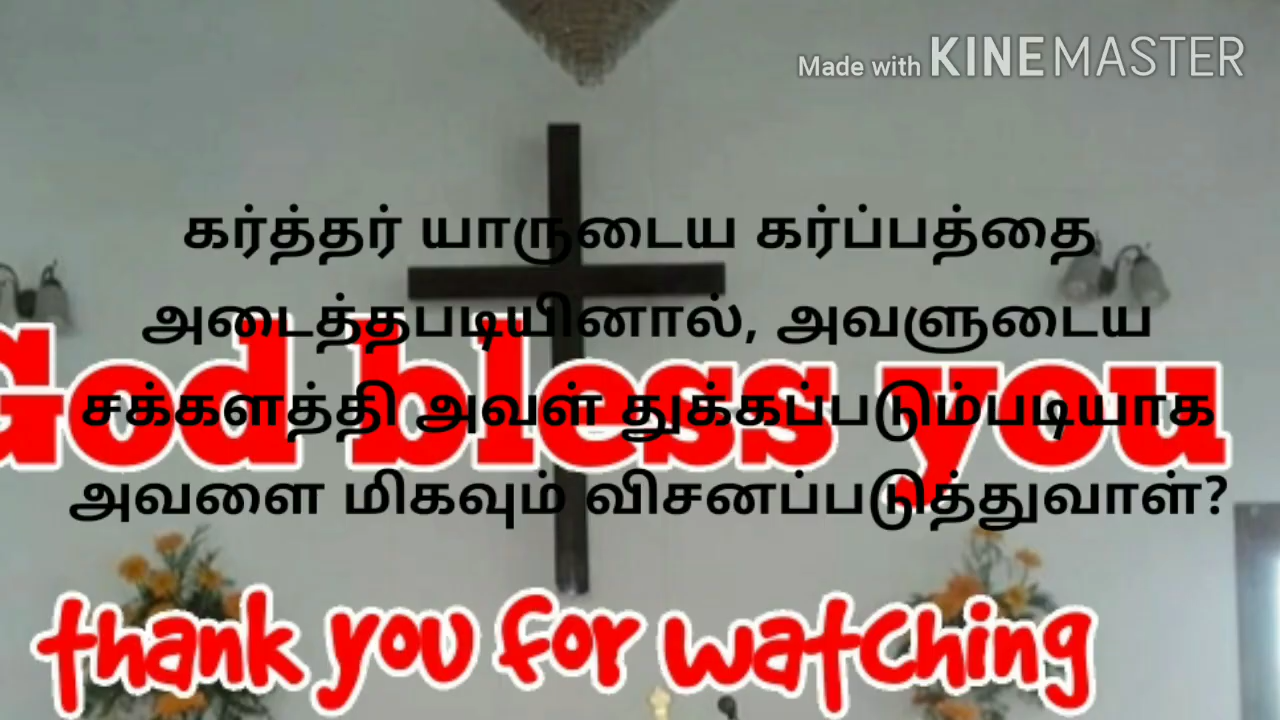 Made with KINEMASTER
கர்த்தர் யாருடைய கர்ப்பத்தை
அடைத்தபடியினால், அவளுடைய
God bless you
சக்களத்தி அவள் துக்கப்படும்படியாக
அவளை மிகவும் விசனப்படுத்துவாள்?
thank you for watching